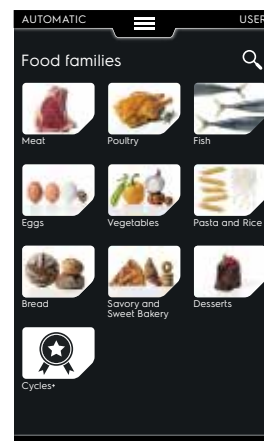 AUTOMATIC USER
Food families
Meat Poultry Fish
Eggs Vegetables Pasta and Rice
Bread Savory and Sweet Bakery Desserts
Cycles+